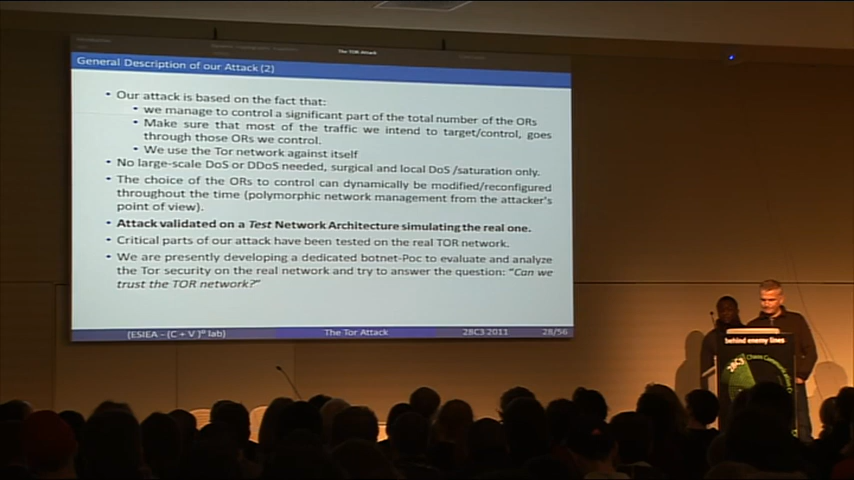 The TOR Attack
General Description of our Attack (2)
• Our attack is based on the fact that:
• we manage to control a significant part of the total number of the ORs
• Make sure that most of the traffic we intend to target/control, goes
through those ORs we control.
• We use the Tor network against itself
• No large-scale DoS or DDoS needed, surgical and local DoS /saturation only.
• The choice of the ORs to control can dynamically be modified/reconfigured
throughout the time (polymorphic network management from the attacker's
point of view).
• Attack validated on a Test Network Architecture simulating the real one.
• Critical parts of our attack have been tested on the real TOR network.
• We are presently developing a dedicated botnet-Poc to evaluate and analyze
the Tor security on the real network and try to answer the question: "Can we
trust the TOR network?"
(ESIEA – (C + V)º lab) The Tor Attack 28C3 2011 28/56
behind enemy lines
28C3